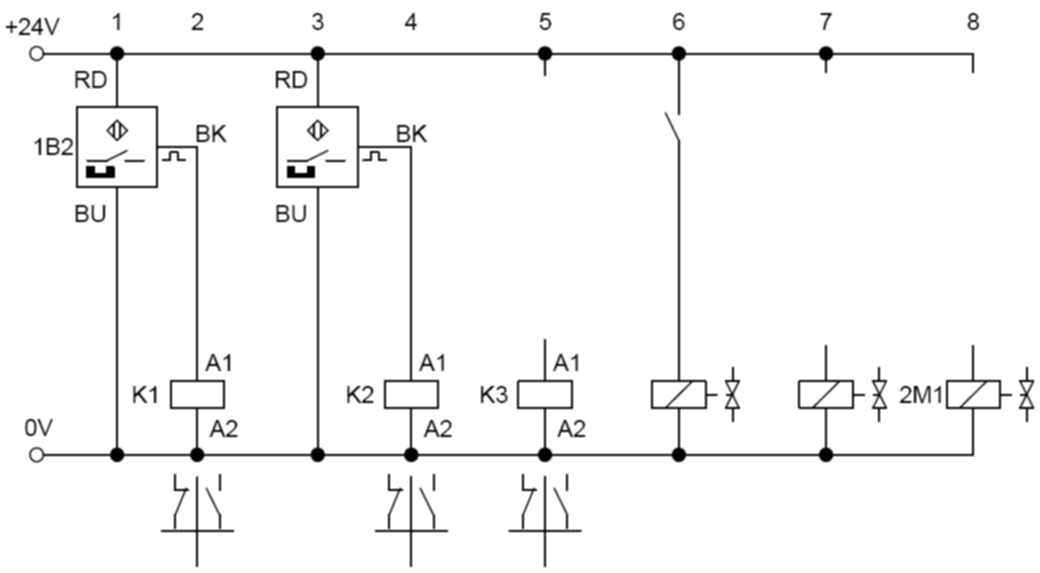 +24V 1 2 3 4 5 6 7 8
RD RD
1B2 BK BK
BU BU
A1 A1 A1
K1 K2 K3 2M1
0V A2 A2 A2